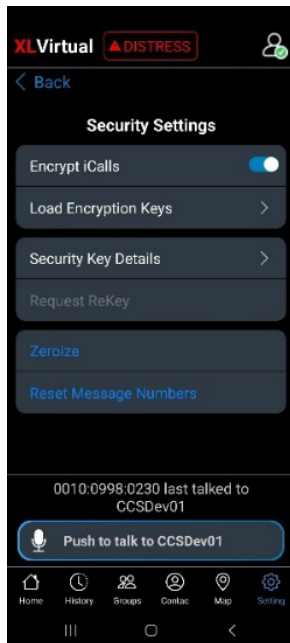 XLVirtual DISTRESS
Back
Security Settings
Encrypt iCalls
Load Encryption Keys
Security Key Details
Request ReKey
Zeroize
Reset Message Numbers
0010:0998:0230 last talked to
CCSDev01
Push to talk to CCSDev01
Home History Groups Contac Map Setting